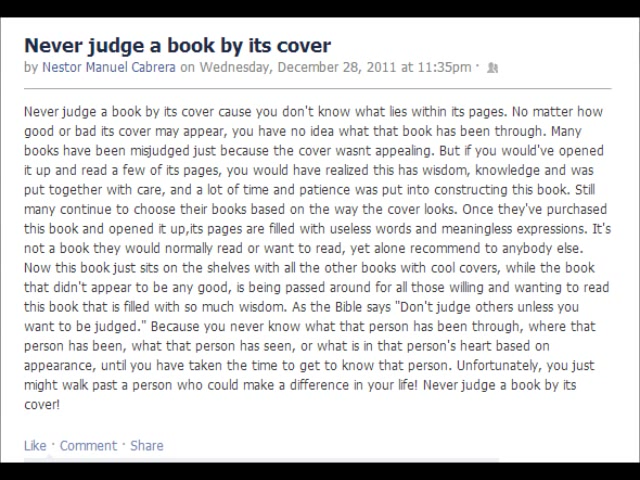 Never judge a book by its cover
by Nestor Manuel Cabrera on Wednesday, December 28, 2011 at 11:35pm ·
Never judge a book by its cover cause you don't know what lies within its pages. No matter how
good or bad its cover may appear, you have no idea what that book has been through. Many
books have been misjudged just because the cover wasnt appealing. But if you would've opened
it up and read a few of its pages, you would have realized this has wisdom, knowledge and was
put together with care, and a lot of time and patience was put into constructing this book. Still
many continue to choose their books based on the way the cover looks. Once they've purchased
this book and opened it up,its pages are filled with useless words and meaningless expressions. It's
not a book they would normally read or want to read, yet alone recommend to anybody else.
Now this book just sits on the shelves with all the other books with cool covers, while the book
that didn't appear to be any good, is being passed around for all those willing and wanting to read
this book that is filled with so much wisdom. As the Bible says "Don't judge others unless you
want to be judged." Because you never know what that person has been through, where that
person has been, what that person has seen, or what is in that person's heart based on
appearance, until you have taken the time to get to know that person. Unfortunately, you just
might walk past a person who could make a difference in your life! Never judge a book by its
cover!
Like · Comment · Share